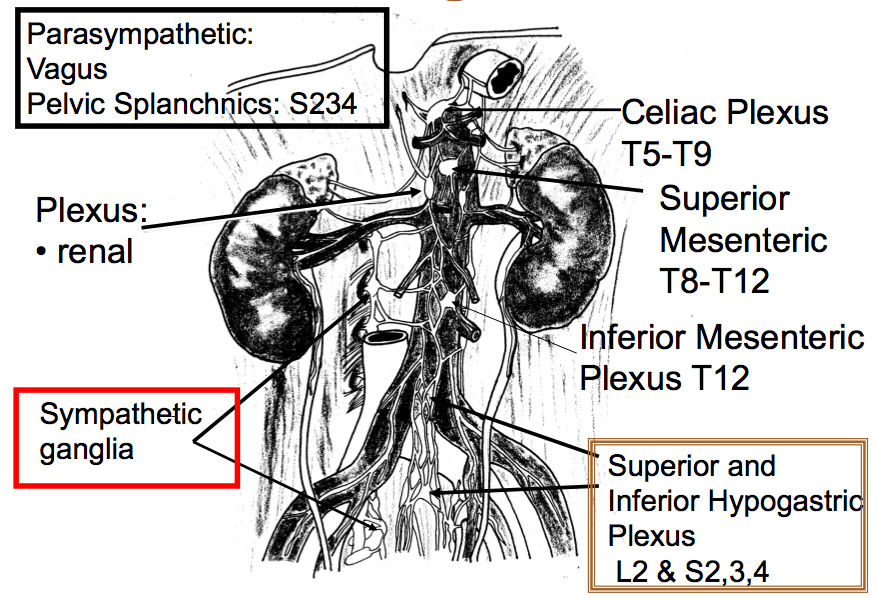 Parasympathetic:
Vagus
Pelvic Splanchnics: S234
Celiac Plexus
T5-T9
Plexus:
• renal
Superior
Mesenteric
T8-T12
Inferior Mesenteric
Plexus T12
Sympathetic
ganglia
Superior and
Inferior Hypogastric
Plexus
L2 & S2,3,4